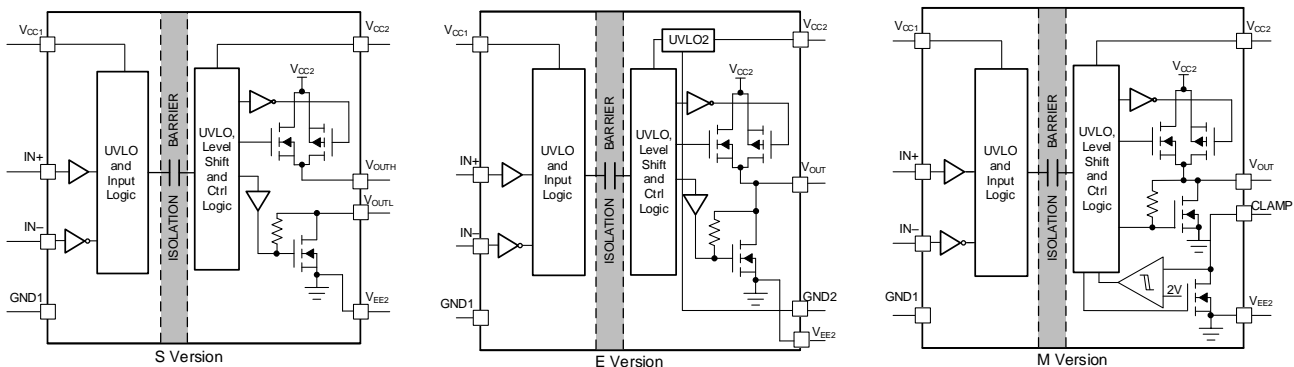 VCC1
VCC2
IN+
IN–
GND1
UVLO
and
Input
Logic
ISOLATION BARRIER
UVLO,
Level
Shift
and
Ctrl
Logic
VCC2
VOUTH
VOUTL
VEE2
S Version
VCC1
VCC2
UVLO2
IN+
IN–
GND1
UVLO
and
Input
Logic
ISOLATION BARRIER
UVLO,
Level
Shift
and
Ctrl
Logic
VCC2
VOUT
GND2
VEE2
E Version
VCC1
VCC2
IN+
IN–
GND1
UVLO
and
Input
Logic
ISOLATION BARRIER
UVLO,
Level
Shift
and
Ctrl
Logic
VCC2
VOUT
CLAMP
2V
VEE2
M Version